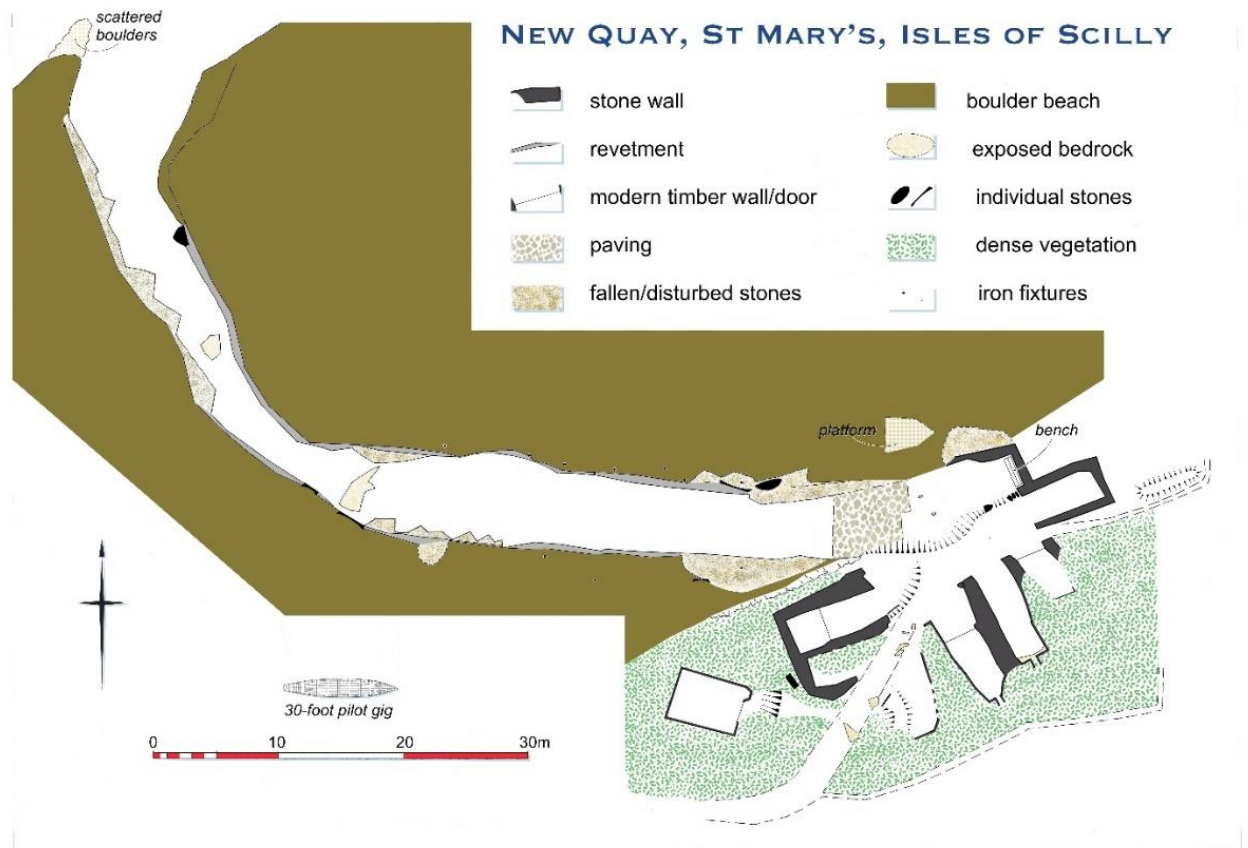 scattered
boulders
NEW QUAY, ST MARY'S, ISLES OF SCILLY
stone wall
boulder beach
revetment
exposed bedrock
modern timber wall/door
individual stones
paving
dense vegetation
fallen/disturbed stones
iron fixtures
platform
bench
30-foot pilot gig
0 10 20 30m